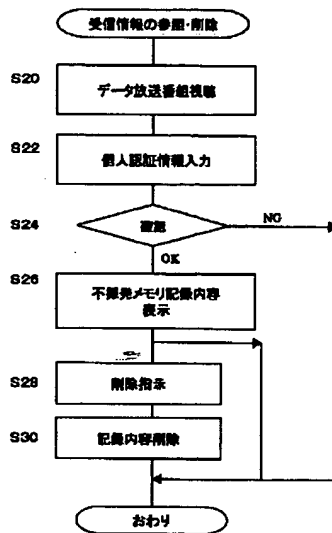 受信情報の参照・削除
S20
データ放送番組視聴
S22
個人認証情報入力
S24
確認
NG
OK
S26
不揮発メモリ記録内容
表示
S28
削除指示
S30
記録内容削除
おわり